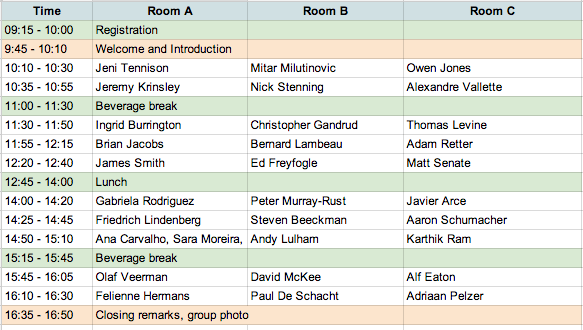 Time Room A Room B Room C
09:15 - 10:00 Registration
9:45 - 10:10 Welcome and Introduction
10:10 - 10:30 Jeni Tennison Mitar Milutinovic Owen Jones
10:35 - 10:55 Jeremy Krinsley Nick Stenning Alexandre Vallette
11:00 - 11:30 Beverage break
11:30 - 11:50 Ingrid Burrington Christopher Gandrud Thomas Levine
11:55 - 12:15 Brian Jacobs Bernard Lambeau Adam Retter
12:20 - 12:40 James Smith Ed Freyfogle Matt Senate
12:45 - 14:00 Lunch
14:00 - 14:20 Gabriela Rodriguez Peter Murray-Rust Javier Arce
14:25 - 14:45 Friedrich Lindenberg Steven Beeckman Aaron Schumacher
14:50 - 15:10 Ana Carvalho, Sara Moreira, Andy Lulham Karthik Ram
15:15 - 15:45 Beverage break
15:45 - 16:05 Olaf Veerman David McKee Alf Eaton
16:10 - 16:30 Felienne Hermans Paul De Schacht Adriaan Pelzer
16:35 - 16:50 Closing remarks, group photo